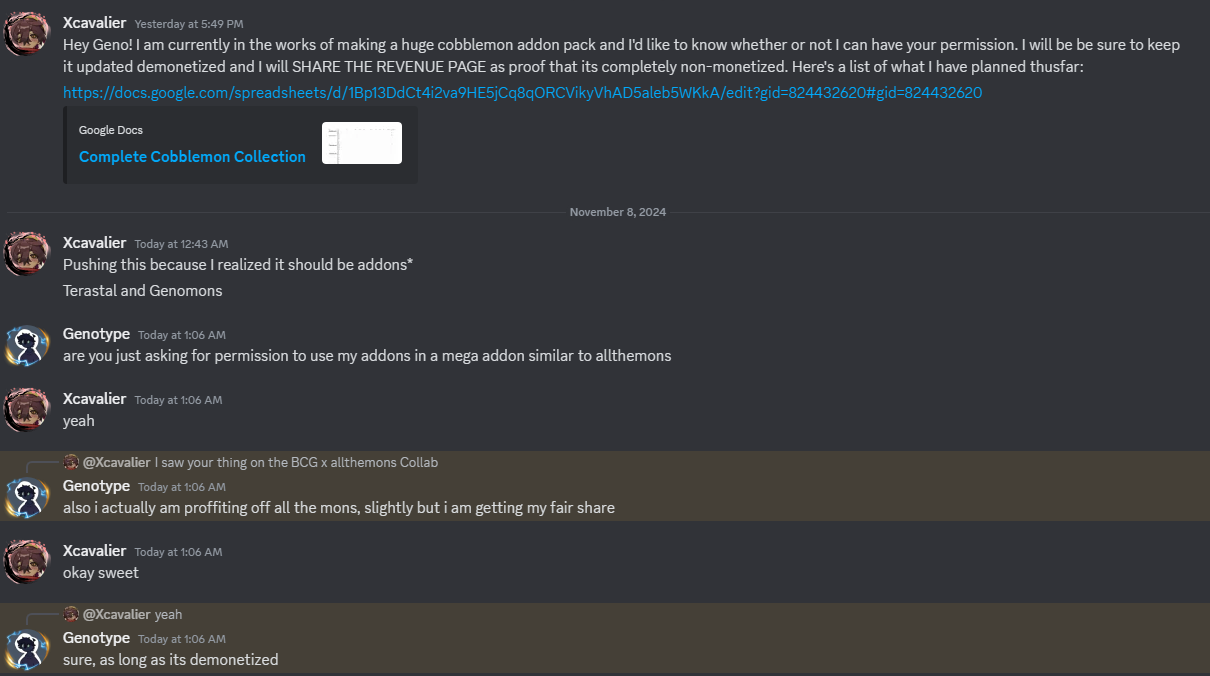 Xcavalier Yesterday at 5:49 PM
Hey Geno! I am currently in the works of making a huge cobblemon addon pack and I'd like to know whether or not I can have your permission. I will be be sure to keep
it updated demonetized and I will SHARE THE REVENUE PAGE as proof that its completely non-monetized. Here's a list of what I have planned thusfar:
https://docs.google.com/spreadsheets/d/1Bp13DdCt4i2va9HE5jCq8qORCVikyVhAD5aleb5WKkA/edit?gid=824432620#gid=824432620
Google Docs
Complete Cobblemon Collection
November 8, 2024
Xcavalier Today at 12:43 AM
Pushing this because I realized it should be addons*
Terastal and Genomons
Genotype Today at 1:06 AM
are you just asking for permission to use my addons in a mega addon similar to allthemons
Xcavalier Today at 1:06 AM
yeah
@Xcavalier I saw your thing on the BCG x allthemons Collab
Genotype Today at 1:06 AM
also i actually am proffiting off all the mons, slightly but i am getting my fair share
Xcavalier Today at 1:06 AM
okay sweet
@Xcavalier yeah
Genotype Today at 1:06 AM
sure, as long as its demonetized